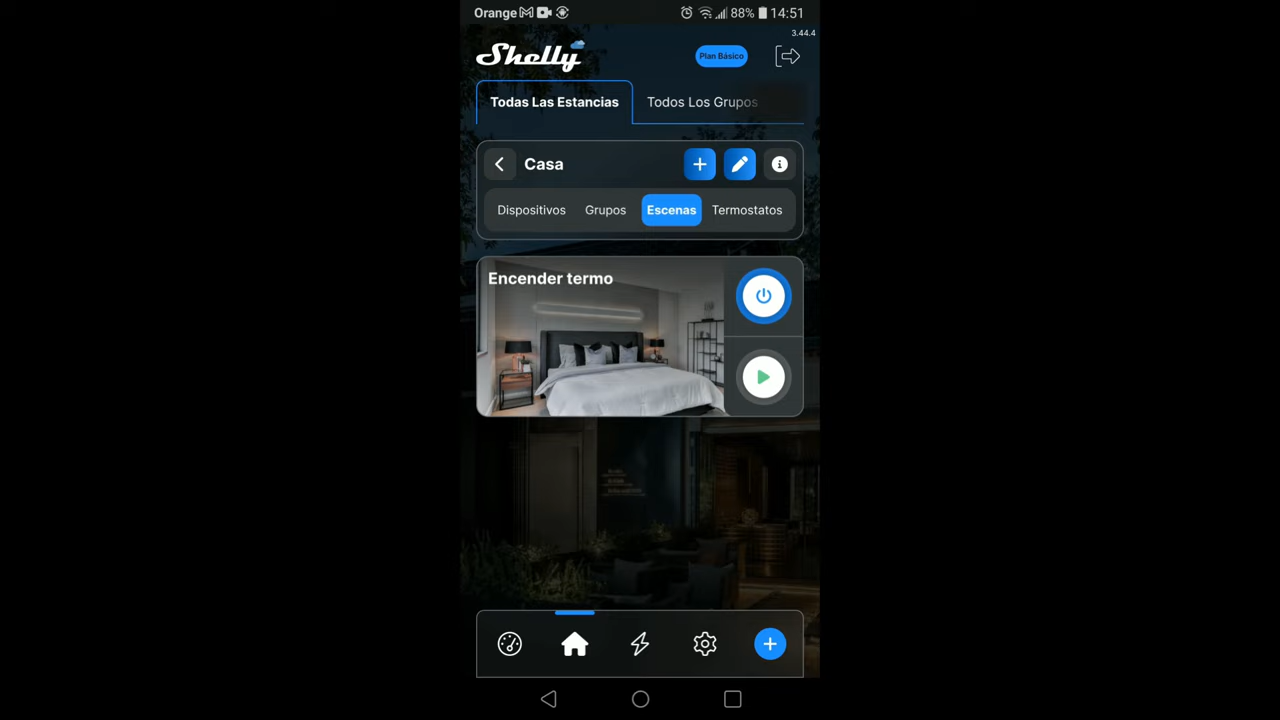 Orange 88% 14:51
3.44.4
Shelly Plan Básico
Todas Las Estancias Todos Los Grupos
Casa
Dispositivos Grupos Escenas Termostatos
Encender termo